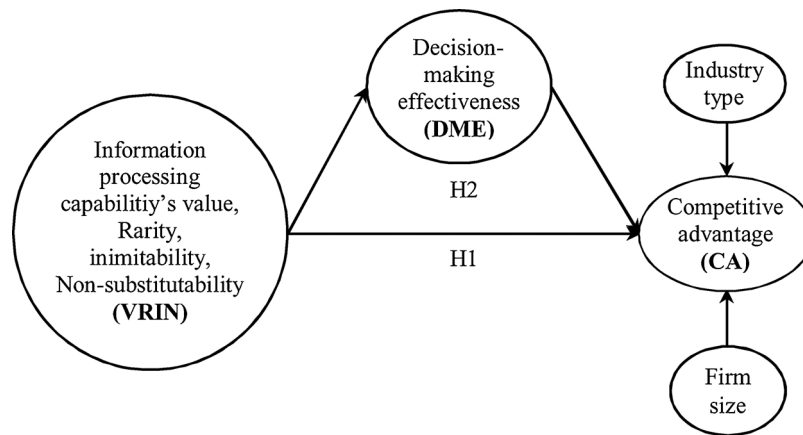 Information
processing
capabilitiy's value,
Rarity,
inimitability,
Non-substitutability
(VRIN)
Decision-
making
effectiveness
(DME)
H2
H1
Industry
type
Competitive
advantage
(CA)
Firm
size